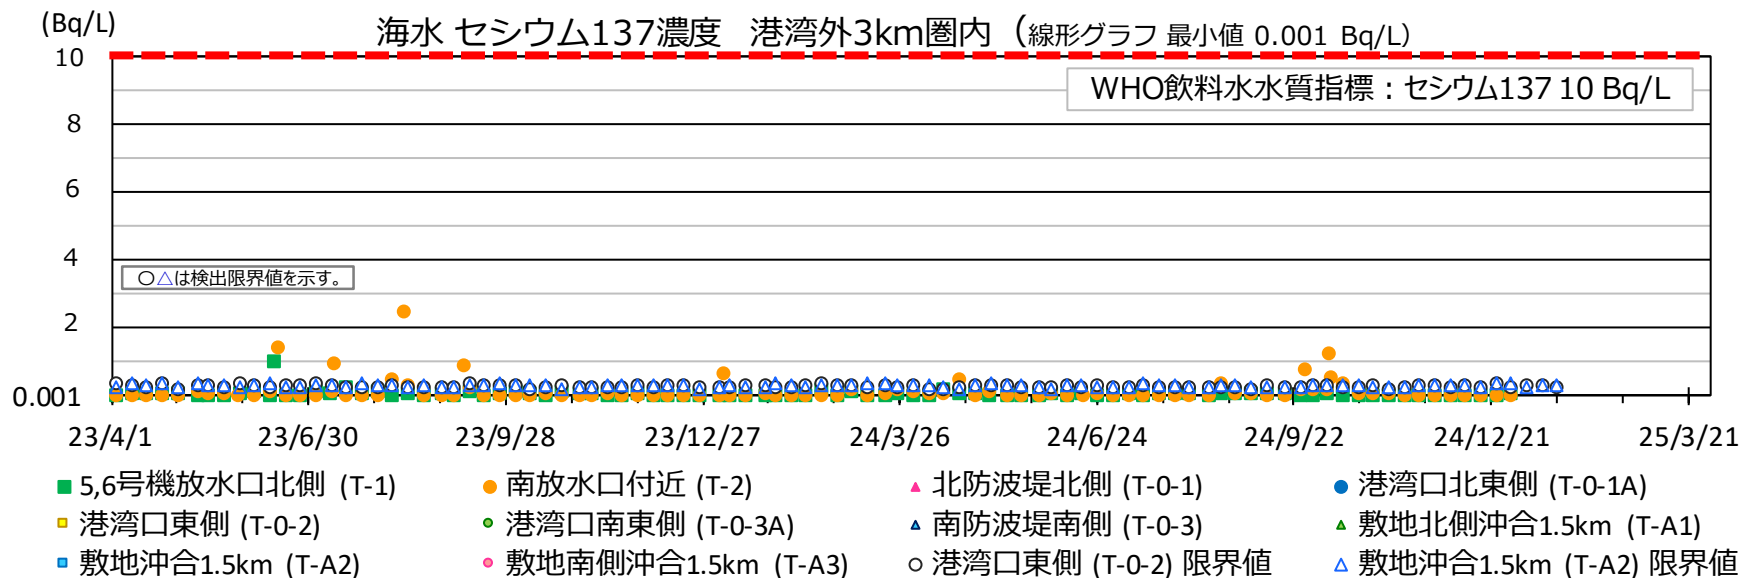 (Bq/L)
海水 セシウム137濃度 港湾外3km圏内（線形グラフ 最小値 0.001 Bq/L）
10
WHO飲料水水質指標：セシウム137 10 Bq/L
8
6
4
○△は検出限界値を示す。
2
0.001
23/4/1 23/6/30 23/9/28 23/12/27 24/3/26 24/6/24 24/9/22 24/12/21 25/3/21
5,6号機放水口北側 (T-1) 南放水口付近 (T-2) 北防波堤北側 (T-0-1) 港湾口北東側 (T-0-1A)
港湾口東側 (T-0-2) 港湾口南東側 (T-0-3A) 南防波堤南側 (T-0-3) 敷地北側沖合1.5km (T-A1)
敷地沖合1.5km (T-A2) 敷地南側沖合1.5km (T-A3) 港湾口東側 (T-0-2) 限界値 敷地沖合1.5km (T-A2) 限界値